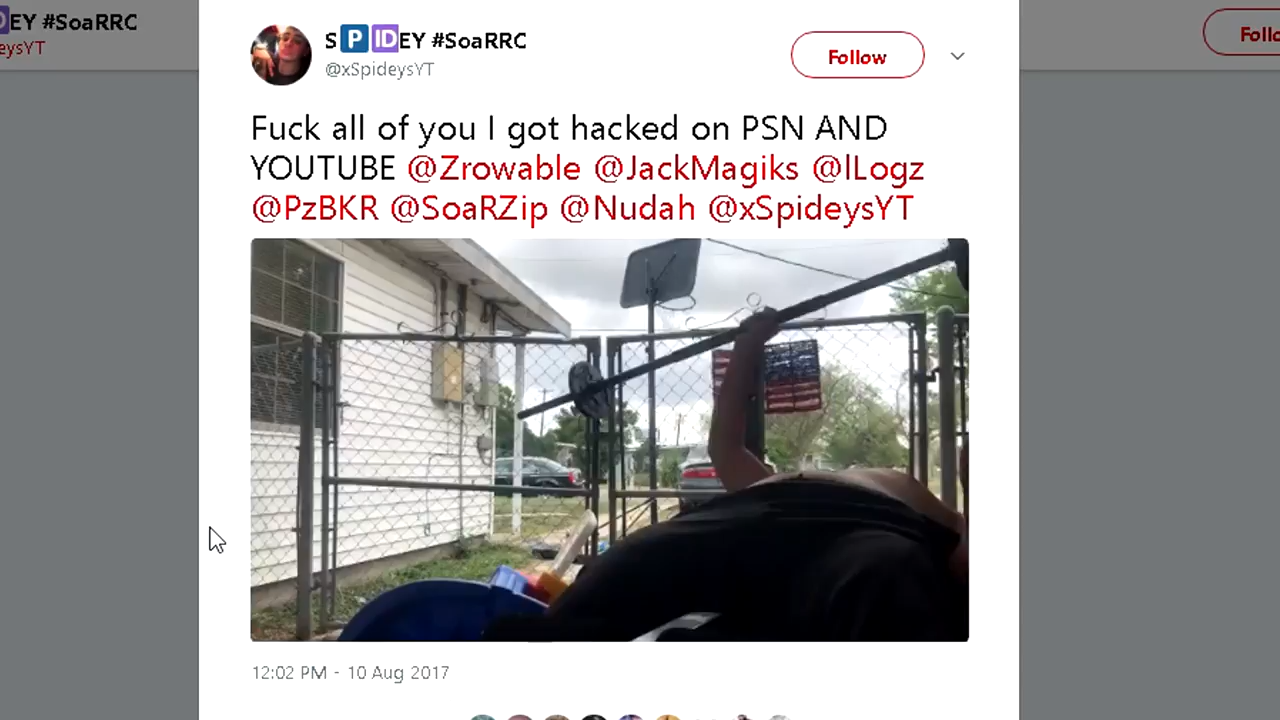 EY #SoaRRC
eysYT
Follo
S🅿🆔EY #SoaRRC
@xSpideysYT
Follow
Fuck all of you I got hacked on PSN AND
YOUTUBE @Zrowable @JackMagiks @lLogz
@PzBKR @SoaRZip @Nudah @xSpideysYT
12:02 PM - 10 Aug 2017